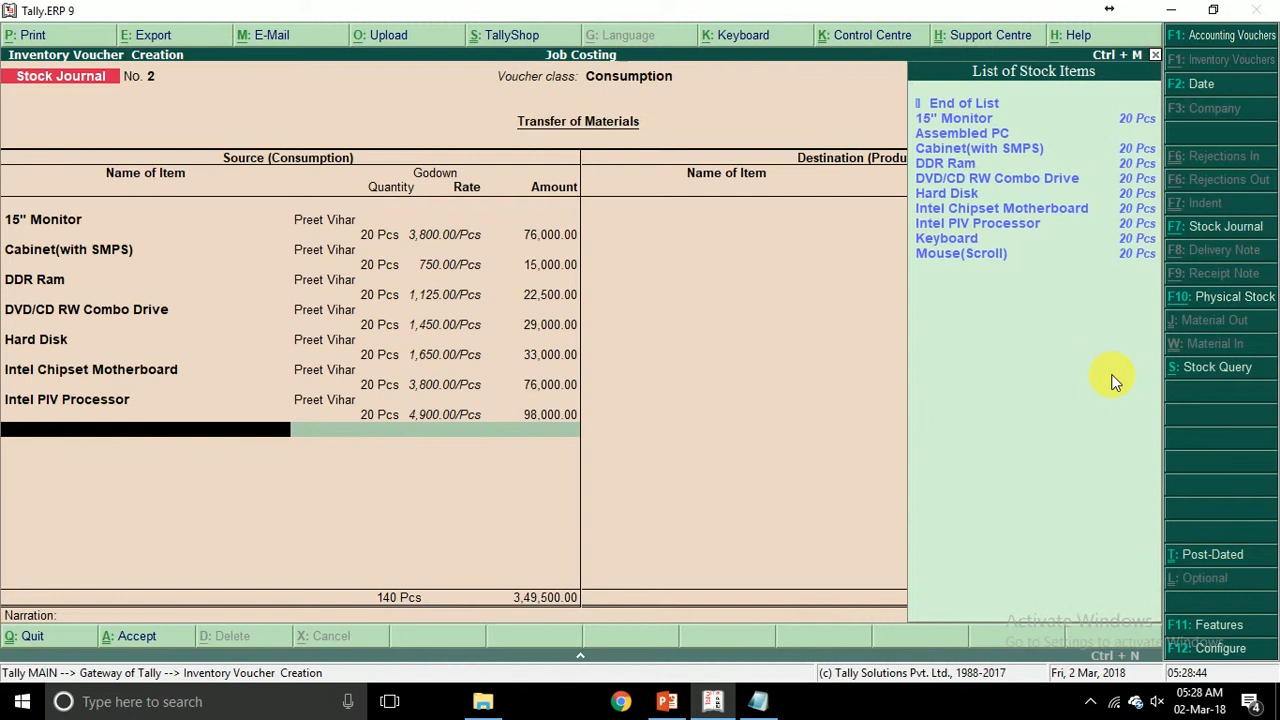 Tally.ERP 9
P: Print E: Export M: E-Mail O: Upload S: TallyShop G: Language K: Keyboard K: Control Centre H: Support Centre H: Help
Inventory Voucher Creation Job Costing Ctrl + M
Stock Journal No. 2 Voucher class: Consumption
Transfer of Materials
Source (Consumption) Destination (Produ
Name of Item Godown Name of Item
Quantity Rate Amount
15" Monitor Preet Vihar
20 Pcs 3,800.00/Pcs 76,000.00
Cabinet(with SMPS) Preet Vihar
20 Pcs 750.00/Pcs 15,000.00
DDR Ram Preet Vihar
20 Pcs 1,125.00/Pcs 22,500.00
DVD/CD RW Combo Drive Preet Vihar
20 Pcs 1,450.00/Pcs 29,000.00
Hard Disk Preet Vihar
20 Pcs 1,650.00/Pcs 33,000.00
Intel Chipset Motherboard Preet Vihar
20 Pcs 3,800.00/Pcs 76,000.00
Intel PIV Processor Preet Vihar
20 Pcs 4,900.00/Pcs 98,000.00
140 Pcs 3,49,500.00
Narration:
List of Stock Items
End of List
15" Monitor 20 Pcs
Assembled PC
Cabinet(with SMPS) 20 Pcs
DDR Ram 20 Pcs
DVD/CD RW Combo Drive 20 Pcs
Hard Disk 20 Pcs
Intel Chipset Motherboard 20 Pcs
Intel PIV Processor 20 Pcs
Keyboard 20 Pcs
Mouse(Scroll) 20 Pcs
F1: Accounting Vouchers
F1: Inventory Vouchers
F2: Date
F3: Company
F6: Rejections In
F6: Rejections Out
F7: Indent
F7: Stock Journal
F8: Delivery Note
F9: Receipt Note
F10: Physical Stock
J: Material Out
W: Material In
S: Stock Query
T: Post-Dated
L: Optional
F11: Features
F12: Configure
Activate Windows
Go to Settings to activate Windows.
Q: Quit A: Accept D: Delete X: Cancel
Ctrl + N
Tally MAIN --> Gateway of Tally --> Inventory Voucher Creation (c) Tally Solutions Pvt. Ltd., 1988-2017 Fri, 2 Mar, 2018 05:28:44
Type here to search 05:28 AM
02-Mar-18 4